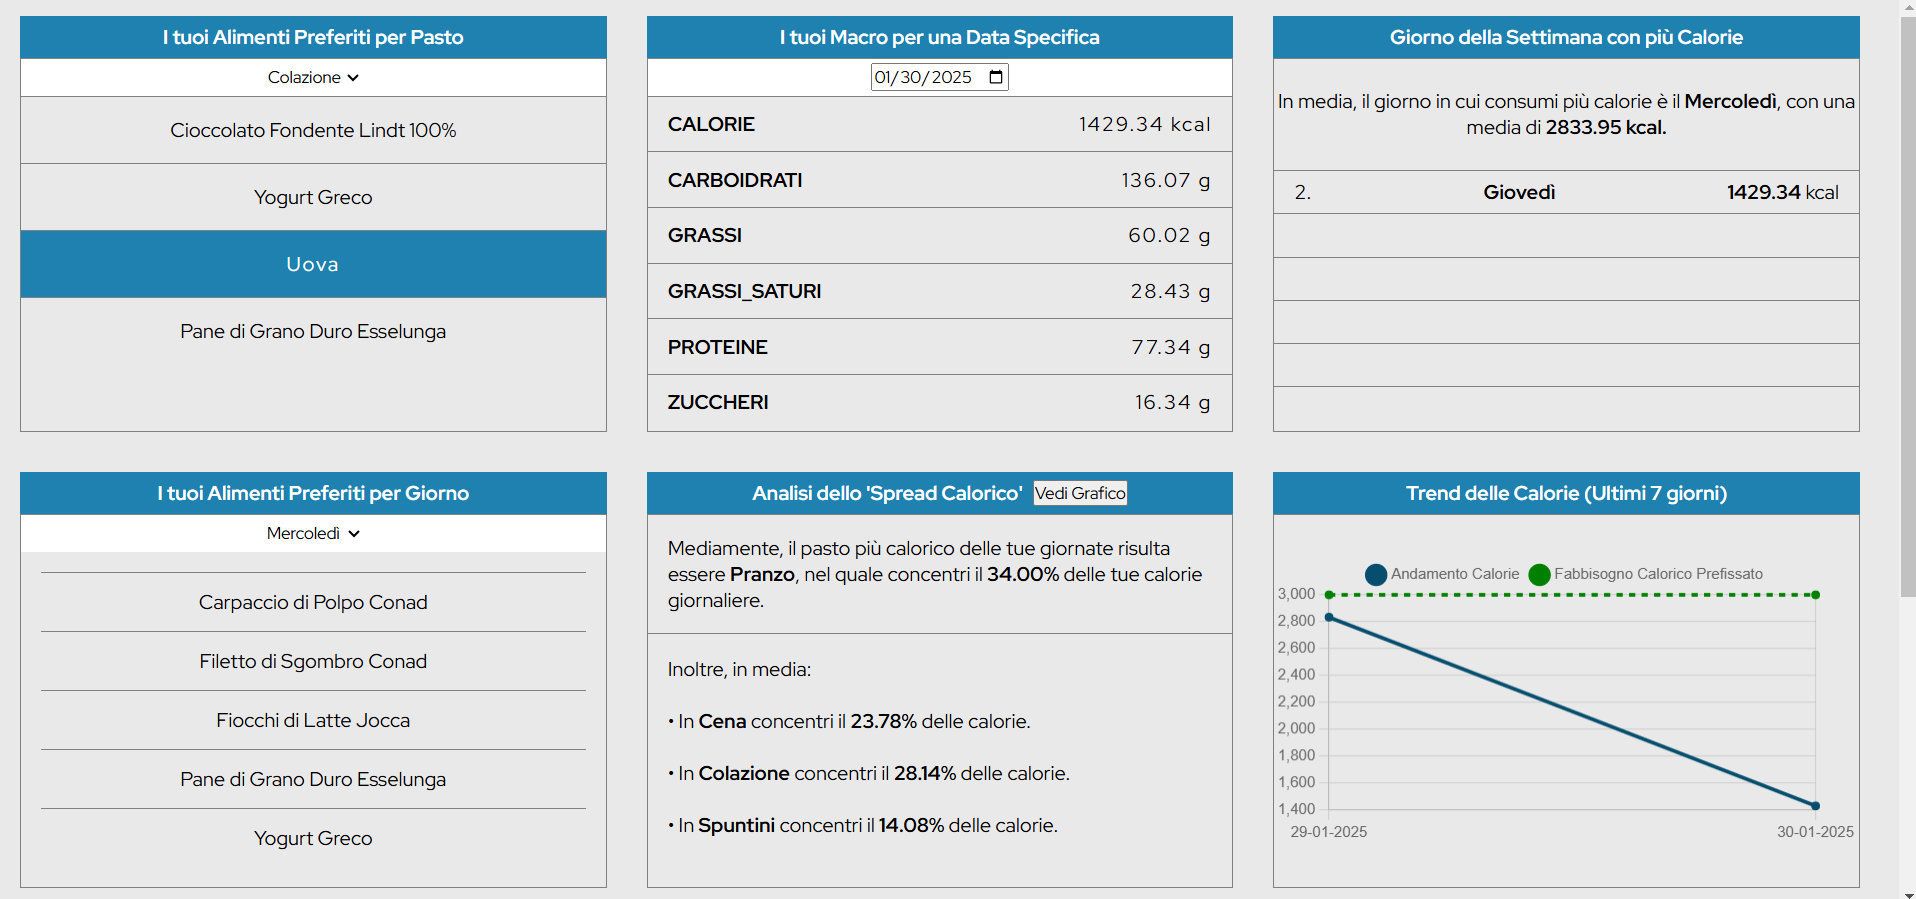 I tuoi Alimenti Preferiti per Pasto
Colazione
Cioccolato Fondente Lindt 100%
Yogurt Greco
Uova
Pane di Grano Duro Esselunga
I tuoi Macro per una Data Specifica
01/30/2025
CALORIE 1429.34 kcal
CARBOIDRATI 136.07 g
GRASSI 60.02 g
GRASSI_SATURI 28.43 g
PROTEINE 77.34 g
ZUCCHERI 16.34 g
Giorno della Settimana con più Calorie
In media, il giorno in cui consumi più calorie è il Mercoledì, con una
media di 2833.95 kcal.
2. Giovedì 1429.34 kcal
I tuoi Alimenti Preferiti per Giorno
Mercoledì
Carpaccio di Polpo Conad
Filetto di Sgombro Conad
Fiocchi di Latte Jocca
Pane di Grano Duro Esselunga
Yogurt Greco
Analisi dello 'Spread Calorico' Vedi Grafico
Mediamente, il pasto più calorico delle tue giornate risulta
essere Pranzo, nel quale concentri il 34.00% delle tue calorie
giornaliere.
Inoltre, in media:
• In Cena concentri il 23.78% delle calorie.
• In Colazione concentri il 28.14% delle calorie.
• In Spuntini concentri il 14.08% delle calorie.
Trend delle Calorie (Ultimi 7 giorni)
Andamento Calorie Fabbisogno Calorico Prefissato
3,000
2,800
2,600
2,400
2,200
2,000
1,800
1,600
1,400
29-01-2025 30-01-2025